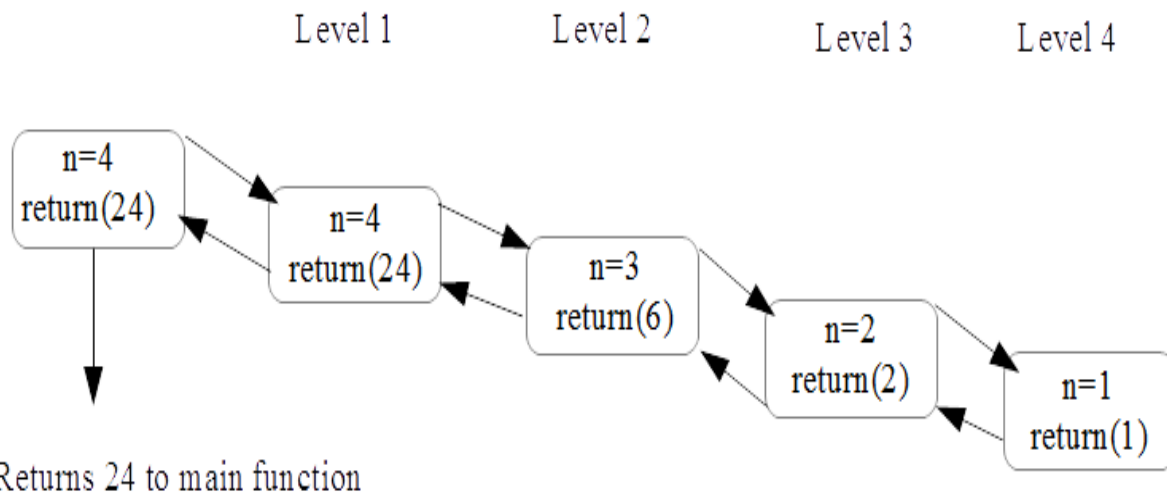 Level 1
Level 2
Level 3
Level 4
n=4
return(24)
n=4
return(24)
n=3
return(6)
n=2
return(2)
n=1
return(1)
Returns 24 to main function